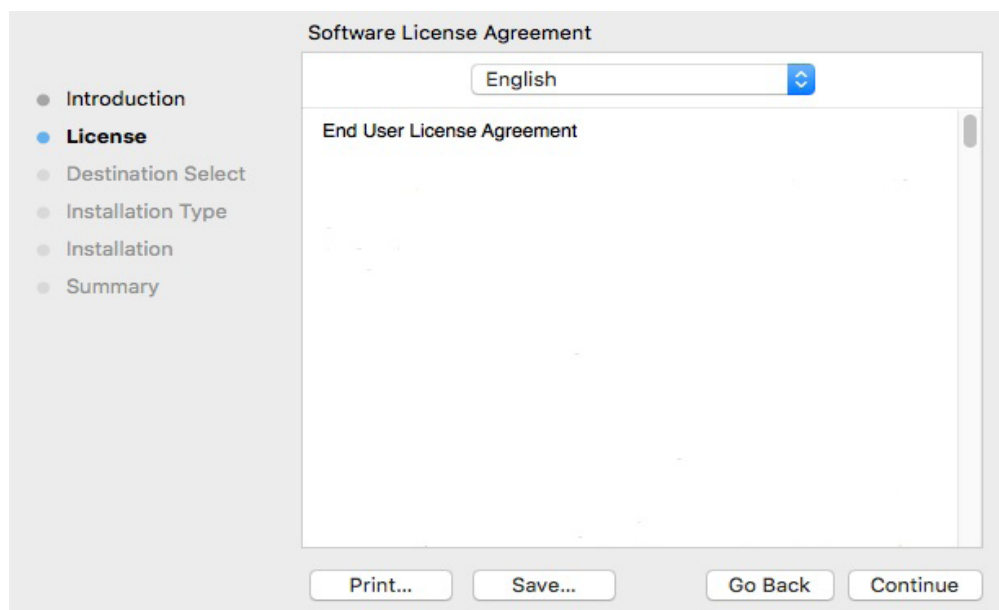 Software License Agreement
English
Introduction
License
Destination Select
Installation Type
Installation
Summary
End User License Agreement
Print...
Save...
Go Back
Continue